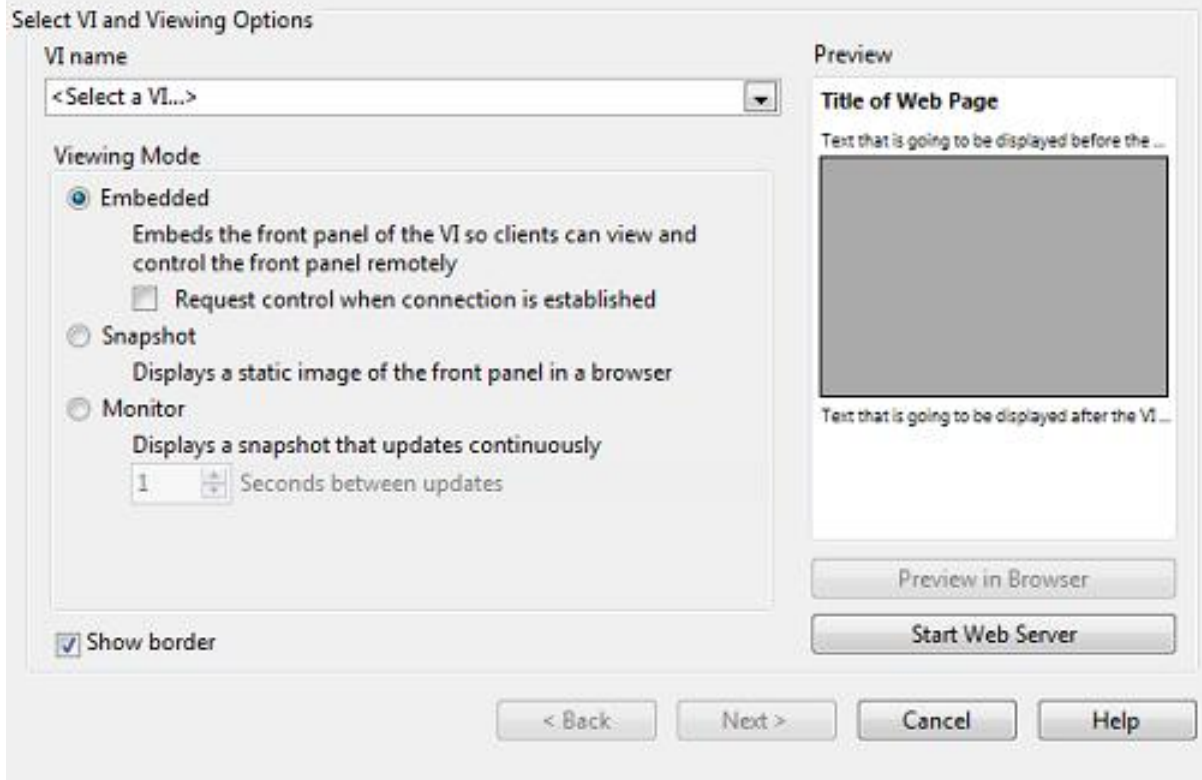 Select VI and Viewing Options
VI name
<Select a VI...>
Viewing Mode
Embedded
Embeds the front panel of the VI so clients can view and
control the front panel remotely
Request control when connection is established
Snapshot
Displays a static image of the front panel in a browser
Monitor
Displays a snapshot that updates continuously
1 Seconds between updates
Show border
Preview
Title of Web Page
Text that is going to be displayed before the ...
Text that is going to be displayed after the VI ...
Preview in Browser
Start Web Server
< Back Next > Cancel Help